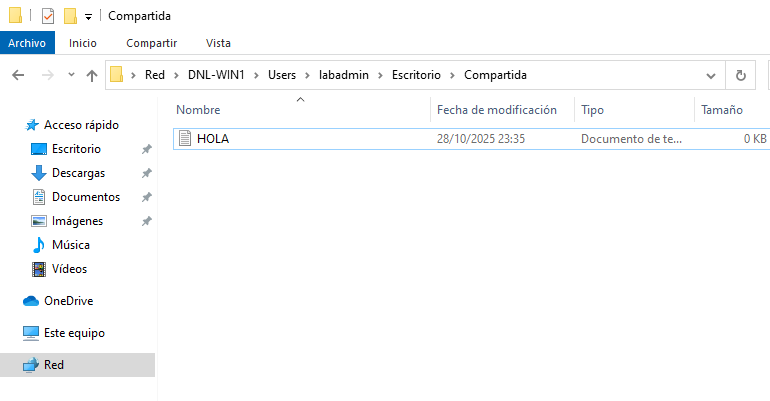 Compartida
Archivo Inicio Compartir Vista
Red DNL-WIN1 Users labadmin Escritorio Compartida
Nombre Fecha de modificación Tipo Tamaño
Acceso rápido
HOLA 28/10/2025 23:35 Documento de te... 0 KB
Escritorio
Descargas
Documentos
Imágenes
Música
Vídeos
OneDrive
Este equipo
Red